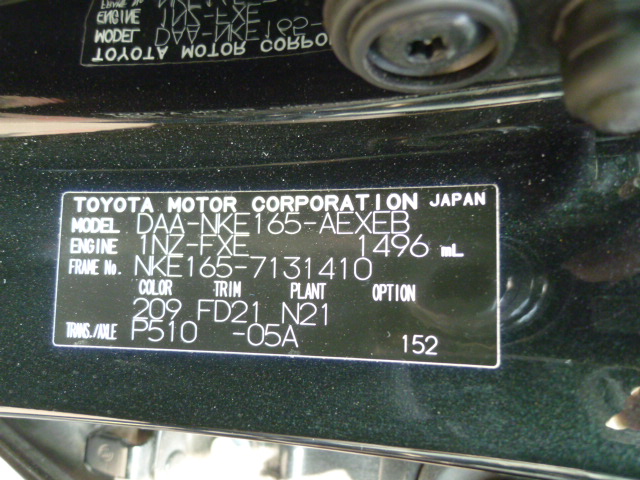 TOYOTA MOTOR CORPORATION JAPAN
MODEL DAA-NKE165-AEXEB
ENGINE 1NZ-FXE 1496 mL
FRAME No. NKE165-7131410
COLOR TRIM PLANT OPTION
209 FD21 N21
TRANS./AXLE P510 -05A
152